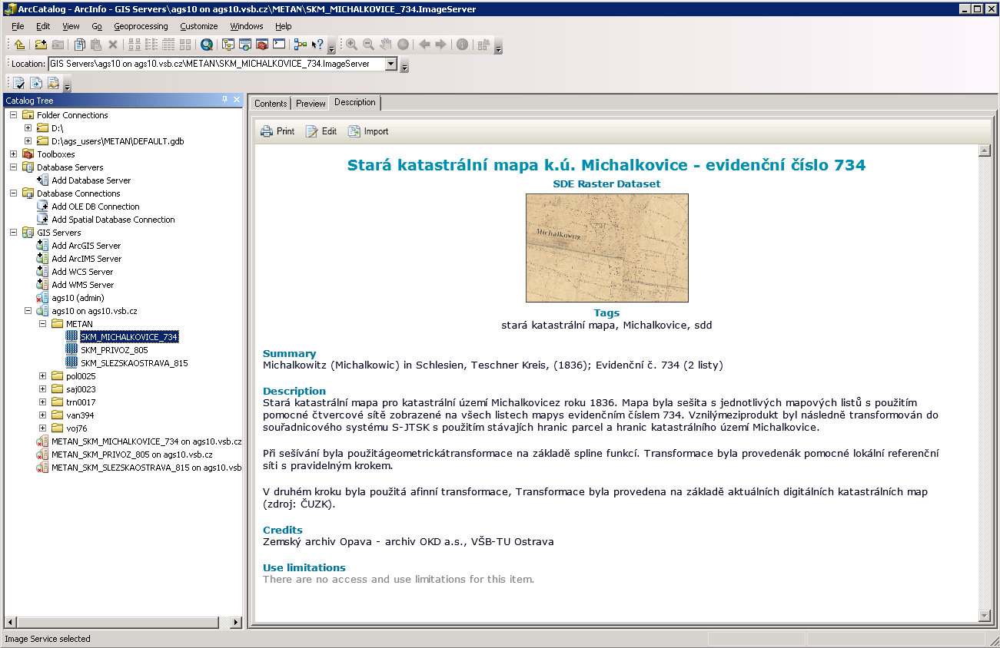 ArcCatalog - ArcInfo - GIS Servers\ags10 on ags10.vsb.cz\METAN\SKM_MICHALKOVICE_734.ImageServer
File Edit View Go Geoprocessing Customize Windows Help
Location: GIS Servers\ags10 on ags10.vsb.cz\METAN\SKM_MICHALKOVICE_734.ImageServer
Catalog Tree
Folder Connections
D:\
D:\ags_users\METAN\DEFAULT.gdb
Toolboxes
Database Servers
Add Database Server
Database Connections
Add OLE DB Connection
Add Spatial Database Connection
GIS Servers
Add ArcGIS Server
Add ArcIMS Server
Add WCS Server
Add WMS Server
ags10 (admin)
ags10 on ags10.vsb.cz
METAN
SKM_MICHALKOVICE_734
SKM_PRIVOZ_805
SKM_SLEZSKAOSTRAVA_815
pol0025
saj0023
trn0017
van394
voj76
METAN_SKM_MICHALKOVICE_734 on ags10.vsb.cz
METAN_SKM_PRIVOZ_805 on ags10.vsb.cz
METAN_SKM_SLEZSKAOSTRAVA_815 on ags10.vsb
Contents Preview Description
Print Edit Import
Stará katastrální mapa k.ú. Michalkovice - evidenční číslo 734
SDE Raster Dataset
Michalkowitz
Tags
stará katastrální mapa, Michalkovice, sdd
Summary
Michalkowitz (Michalkowic) in Schlesien, Teschner Kreis, (1836); Evidenční č. 734 (2 listy)
Description
Stará katastrální mapa pro katastrální území Michalkovicez roku 1836. Mapa byla sešita s jednotlivých mapových listů s použitím
pomocné čtvercové sítě zobrazené na všech listech mapys evidenčním číslem 734. Vznilýmeziprodukt byl následně transformován do
souřadnicového systému S-JTSK s použitím stávajích hranic parcel a hranic katastrálního území Michalkovice.
Při sešívání byla použitágeometrickátransformace na základě spline funkcí. Transformace byla provedenák pomocné lokální referenční
síti s pravidelným krokem.
V druhém kroku byla použitá afinní transformace, Transformace byla provedena na základě aktuálních digitálních katastrálních map
(zdroj: ČUZK).
Credits
Zemský archiv Opava - archiv OKD a.s., VŠB-TU Ostrava
Use limitations
There are no access and use limitations for this item.
Image Service selected